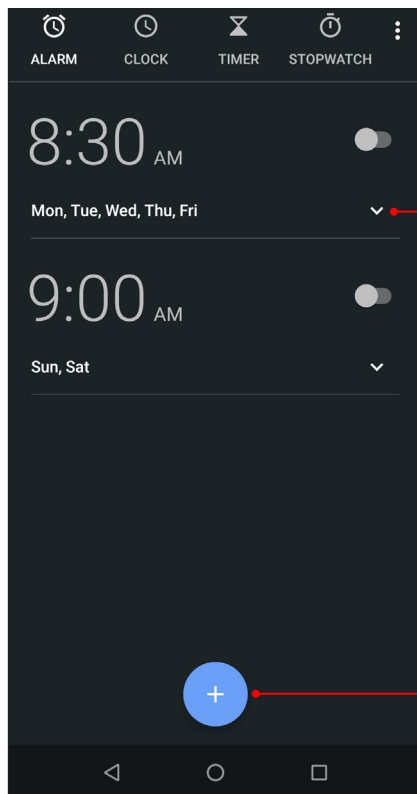 ALARM CLOCK TIMER STOPWATCH
8:30 AM
Mon, Tue, Wed, Thu, Fri
9:00 AM
Sun, Sat